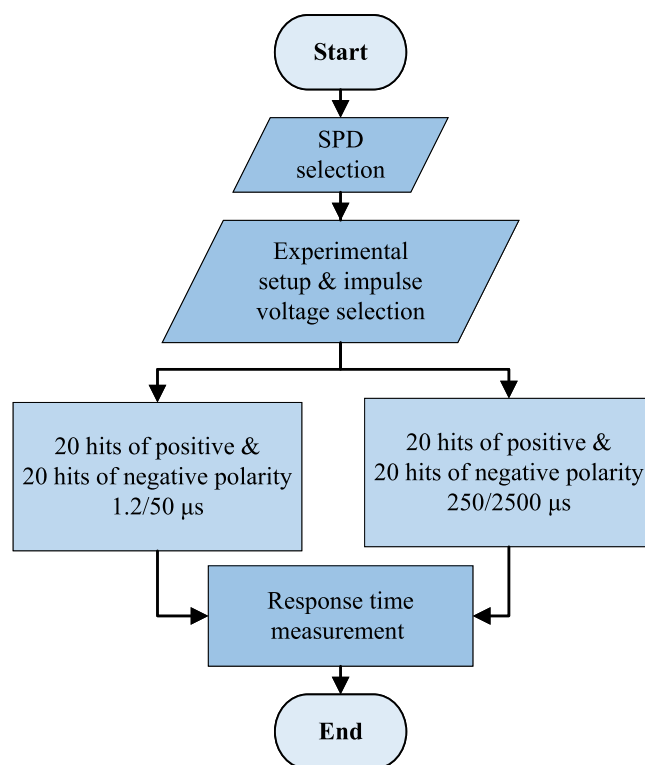 Start
SPD
selection
Experimental
setup & impulse
voltage selection
20 hits of positive &
20 hits of negative polarity
1.2/50 μs
20 hits of positive &
20 hits of negative polarity
250/2500 μs
Response time
measurement
End